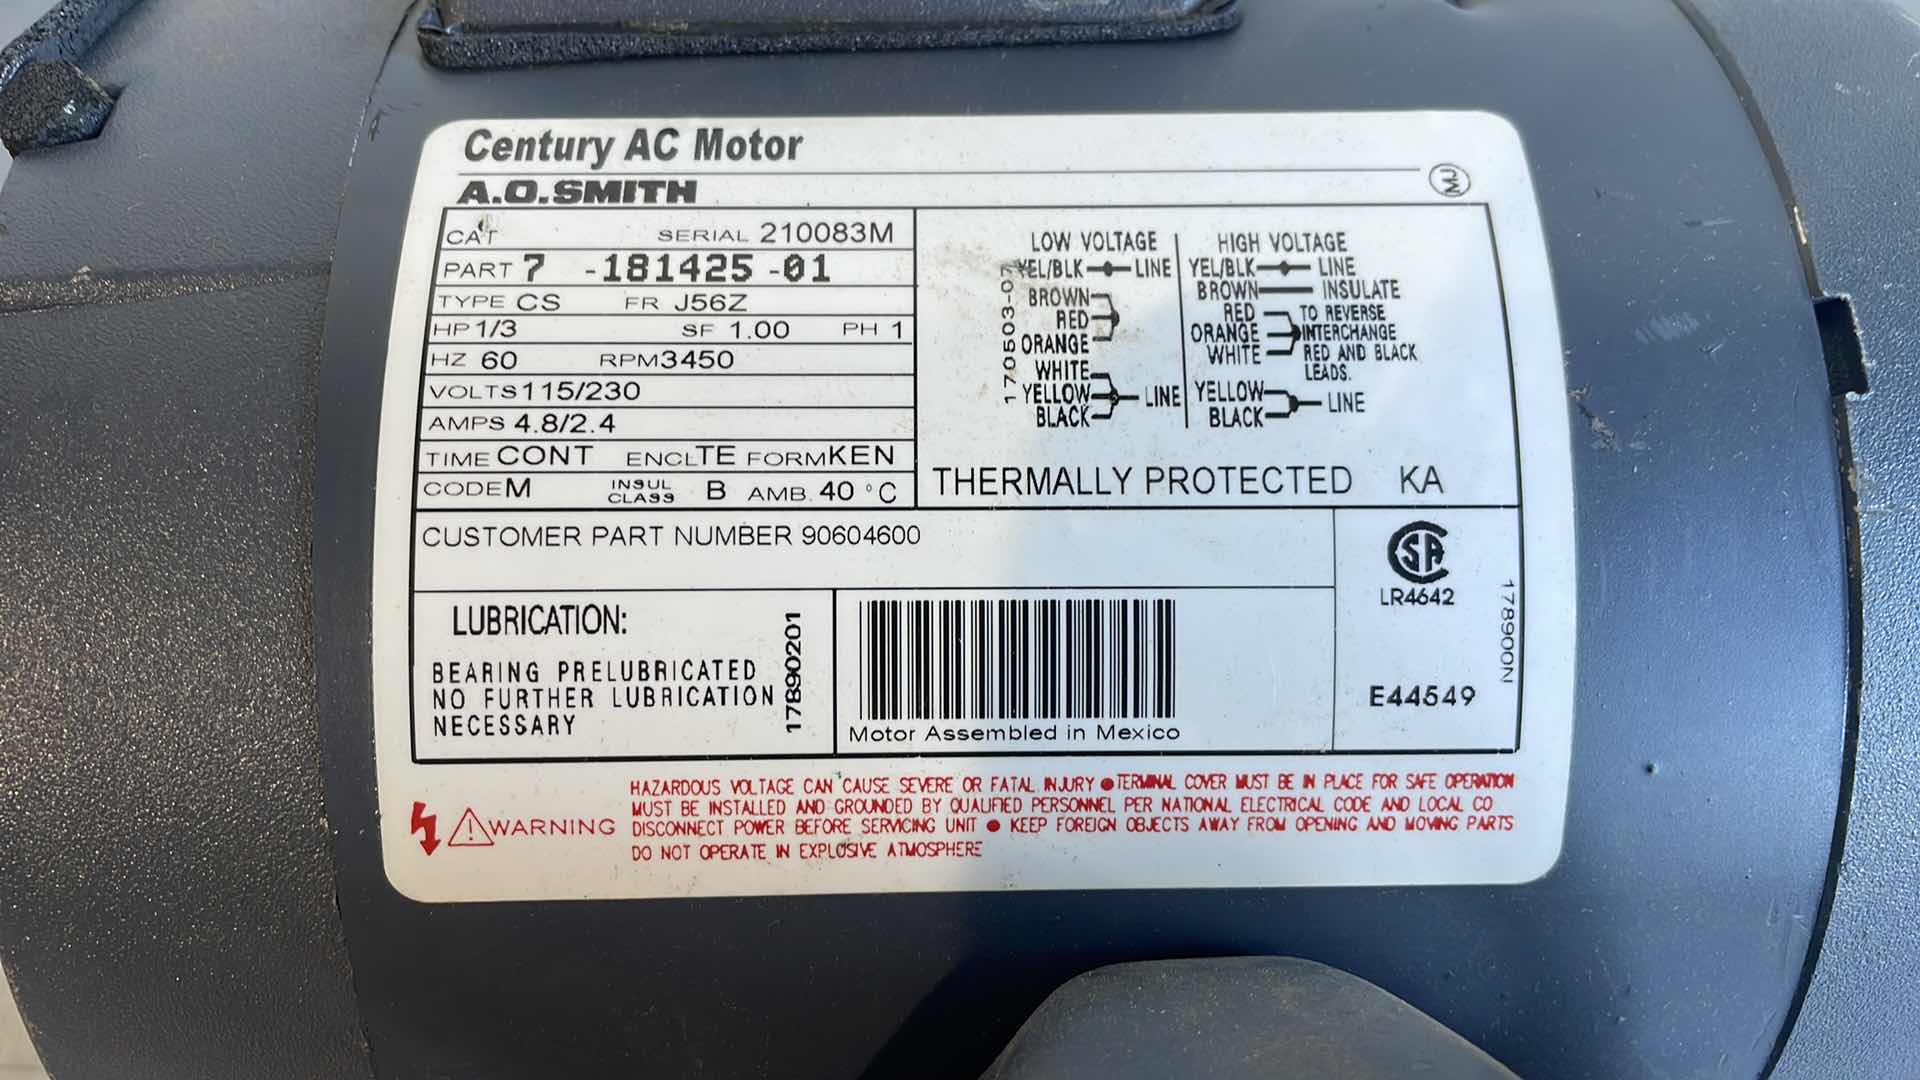 Century AC Motor
A.O.SMITH
MJ
CAT SERIAL 210083M
PART 7 -181425 -01
TYPE CS FR J56Z
HP 1/3 SF 1.00 PH 1
HZ 60 RPM 3450
VOLTS 115/230
AMPS 4.8/2.4
TIME CONT ENCL TE FORM KEN
CODE M INSUL CLASS B AMB. 40 °C
170503-07
LOW VOLTAGE
YEL/BLK LINE
BROWN
RED
ORANGE
WHITE
YELLOW LINE
BLACK
HIGH VOLTAGE
YEL/BLK LINE
BROWN INSULATE
RED TO REVERSE
ORANGE INTERCHANGE
WHITE RED AND BLACK
LEADS.
YELLOW LINE
BLACK
THERMALLY PROTECTED KA
CUSTOMER PART NUMBER 90604600
LUBRICATION:
BEARING PRELUBRICATED
NO FURTHER LUBRICATION
NECESSARY
17890201
Motor Assembled in Mexico
SA
LR4642
E44549
178900N
WARNING
HAZARDOUS VOLTAGE CAN CAUSE SEVERE OR FATAL INJURY ● TERMINAL COVER MUST BE IN PLACE FOR SAFE OPERATION
MUST BE INSTALLED AND GROUNDED BY QUALIFIED PERSONNEL PER NATIONAL ELECTRICAL CODE AND LOCAL CO
DISCONNECT POWER BEFORE SERVICING UNIT ● KEEP FOREIGN OBJECTS AWAY FROM OPENING AND MOVING PARTS
DO NOT OPERATE IN EXPLOSIVE ATMOSPHERE